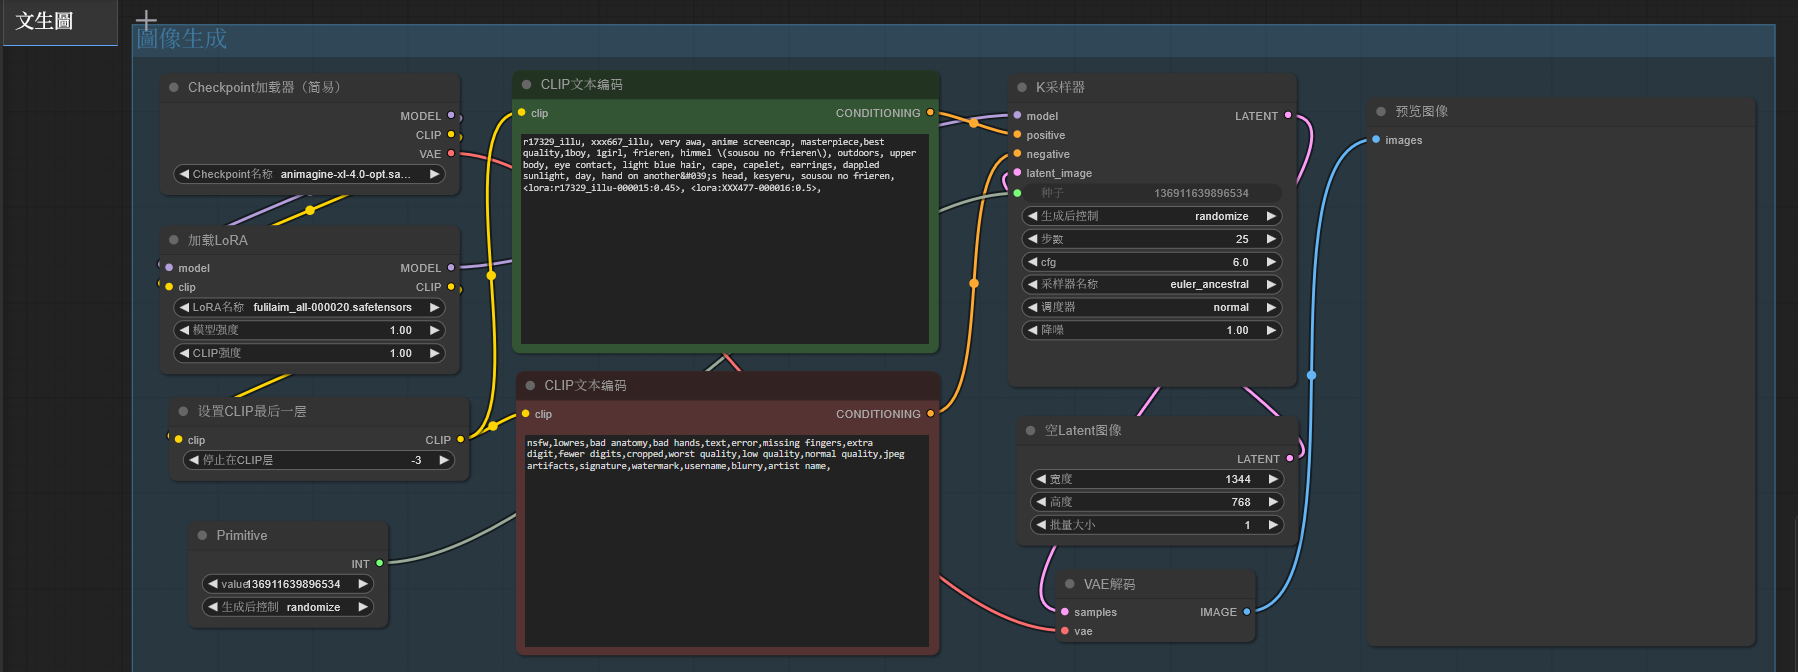 文生圖
圖像生成
Checkpoint加载器（简易）
MODEL
CLIP
VAE
Checkpoint名称 animagine-xl-4.0-opt.sa...
加载LoRA
model MODEL
clip CLIP
LoRA名称 fulilaim_all-000020.safetensors
模型强度 1.00
CLIP强度 1.00
设置CLIP最后一层
clip CLIP
停止在CLIP层 -3
Primitive
INT
value 136911639896534
生成后控制 randomize
CLIP文本编码
clip CONDITIONING
r17329_illu, xxx667_illu, very awa, anime screencap, masterpiece,best
quality,1boy, 1girl, frieren, himmel \(sousou no frieren\), outdoors, upper
body, eye contact, light blue hair, cape, capelet, earrings, dappled
sunlight, day, hand on another&#039;s head, kesyeru, sousou no frieren,
<lora:r17329_illu-000015:0.45>, <lora:XXX477-000016:0.5>,
CLIP文本编码
clip CONDITIONING
nsfw,lowres,bad anatomy,bad hands,text,error,missing fingers,extra
digit,fewer digits,cropped,worst quality,low quality,normal quality,jpeg
artifacts,signature,watermark,username,blurry,artist name,
K采样器
model LATENT
positive
negative
latent_image
种子 136911639896534
生成后控制 randomize
步数 25
cfg 6.0
采样器名称 euler_ancestral
调度器 normal
降噪 1.00
空Latent图像
LATENT
宽度 1344
高度 768
批量大小 1
VAE解码
samples IMAGE
vae
预览图像
images